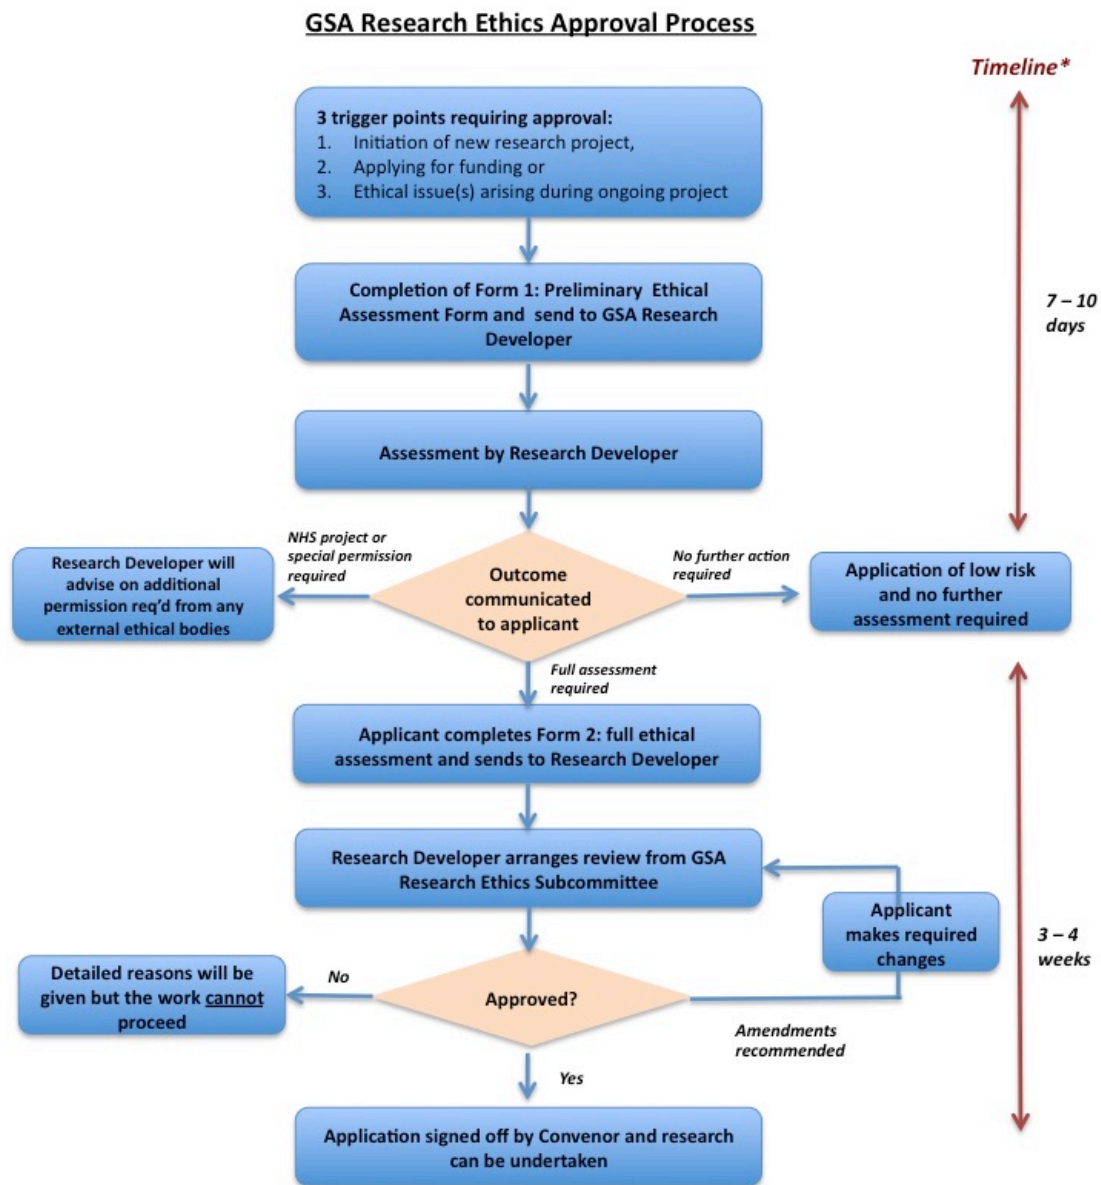 GSA Research Ethics Approval Process
Timeline*
3 trigger points requiring approval:
1. Initiation of new research project,
2. Applying for funding or
3. Ethical issue(s) arising during ongoing project
Completion of Form 1: Preliminary Ethical
Assessment Form and send to GSA Research
Developer
7 – 10
days
Assessment by Research Developer
NHS project or
special permission
required
No further action
required
Research Developer will
advise on additional
permission req'd from any
external ethical bodies
Outcome
communicated
to applicant
Application of low risk
and no further
assessment required
Full assessment
required
Applicant completes Form 2: full ethical
assessment and sends to Research Developer
Research Developer arranges review from GSA
Research Ethics Subcommittee
Applicant
makes required
changes
3 – 4
weeks
Detailed reasons will be
given but the work cannot
proceed
No
Approved?
Amendments
recommended
Yes
Application signed off by Convenor and research
can be undertaken